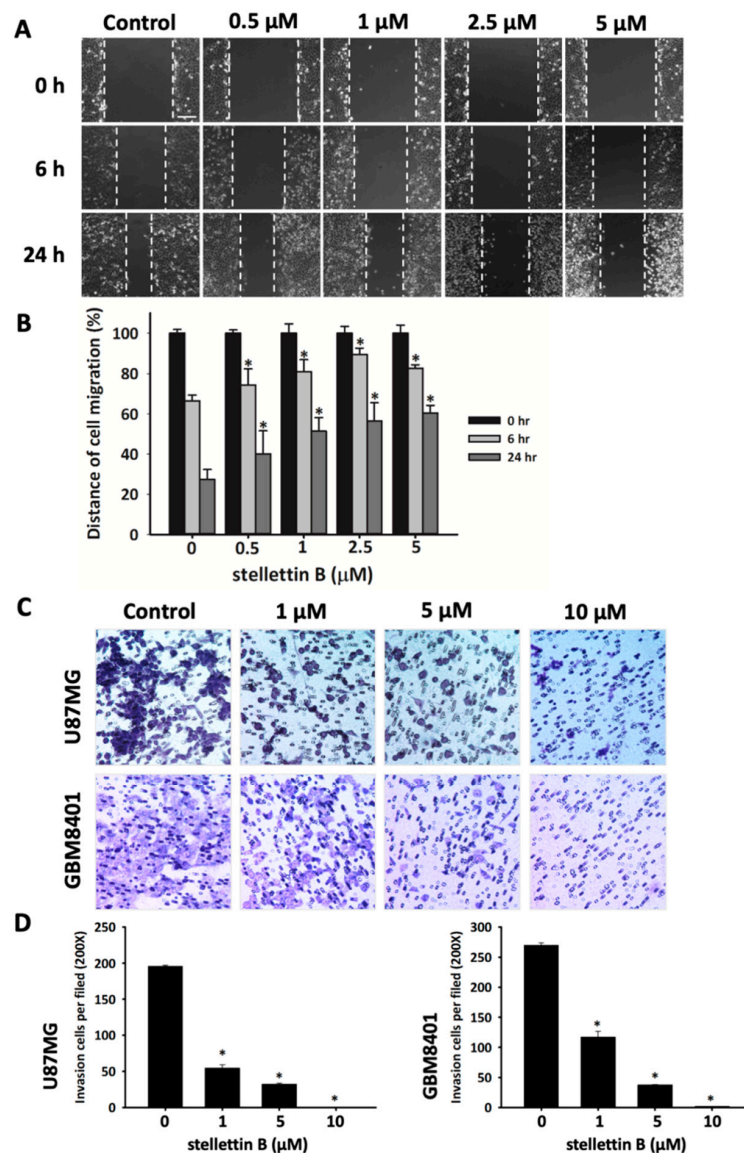 A
Control 0.5 μM 1 μM 2.5 μM 5 μM
0 h
6 h
24 h
B
Distance of cell migration (%)
100
80
60
40
20
0
* * * *
* * * *
0 hr
6 hr
24 hr
0 0.5 1 2.5 5
stellettin B (μM)
C
Control 1 μM 5 μM 10 μM
U87MG
GBM8401
D
U87MG
Invasion cells per filed (200X)
250
200
150
100
50
0
* * *
0 1 5 10
stellettin B (μM)
GBM8401
Invasion cells per filed (200X)
300
250
200
150
100
50
0
* * *
0 1 5 10
stellettin B (μM)